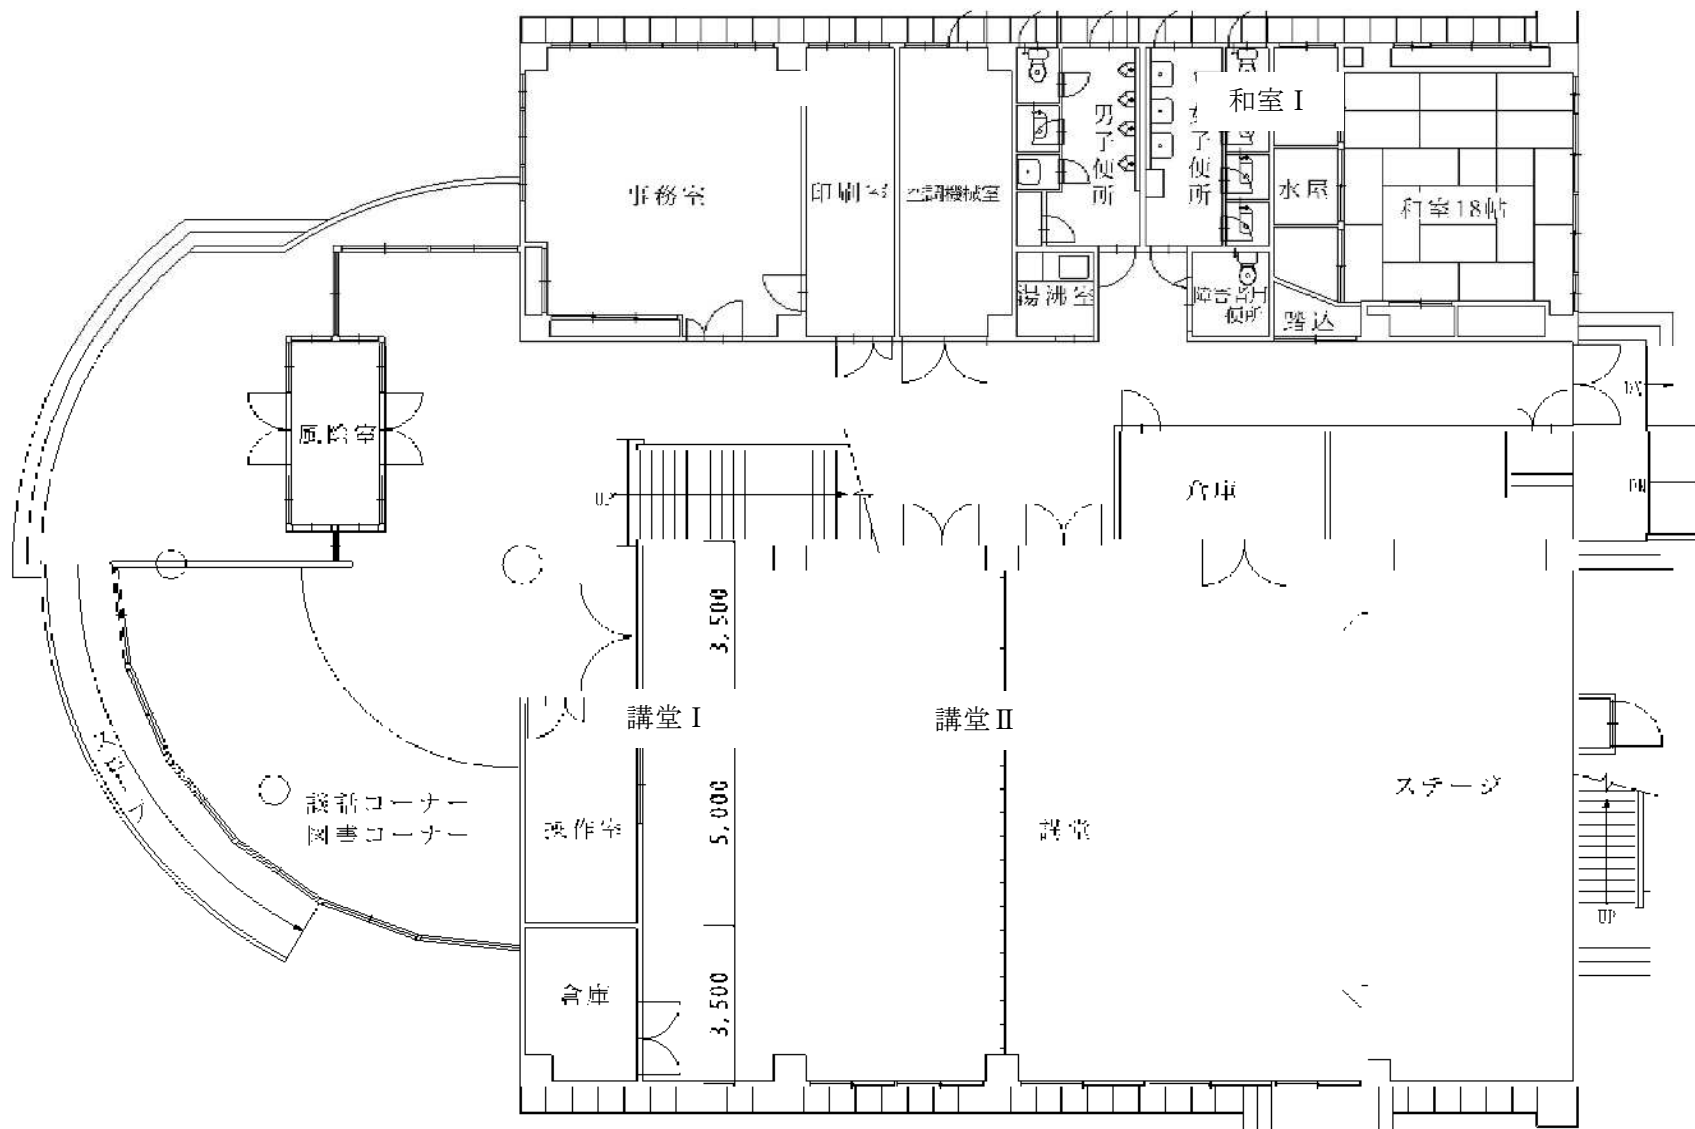 和室Ⅰ
男子便所
女子便所
事務室
印刷室
空調機械室
水屋
和室18帖
湯沸室
便所
踏込
風除室
倉庫
UP
3,500
講堂Ⅰ
講堂Ⅱ
ステージ
談話コーナー
図書コーナー
操作室
5,000
講堂
UP
倉庫
3,500